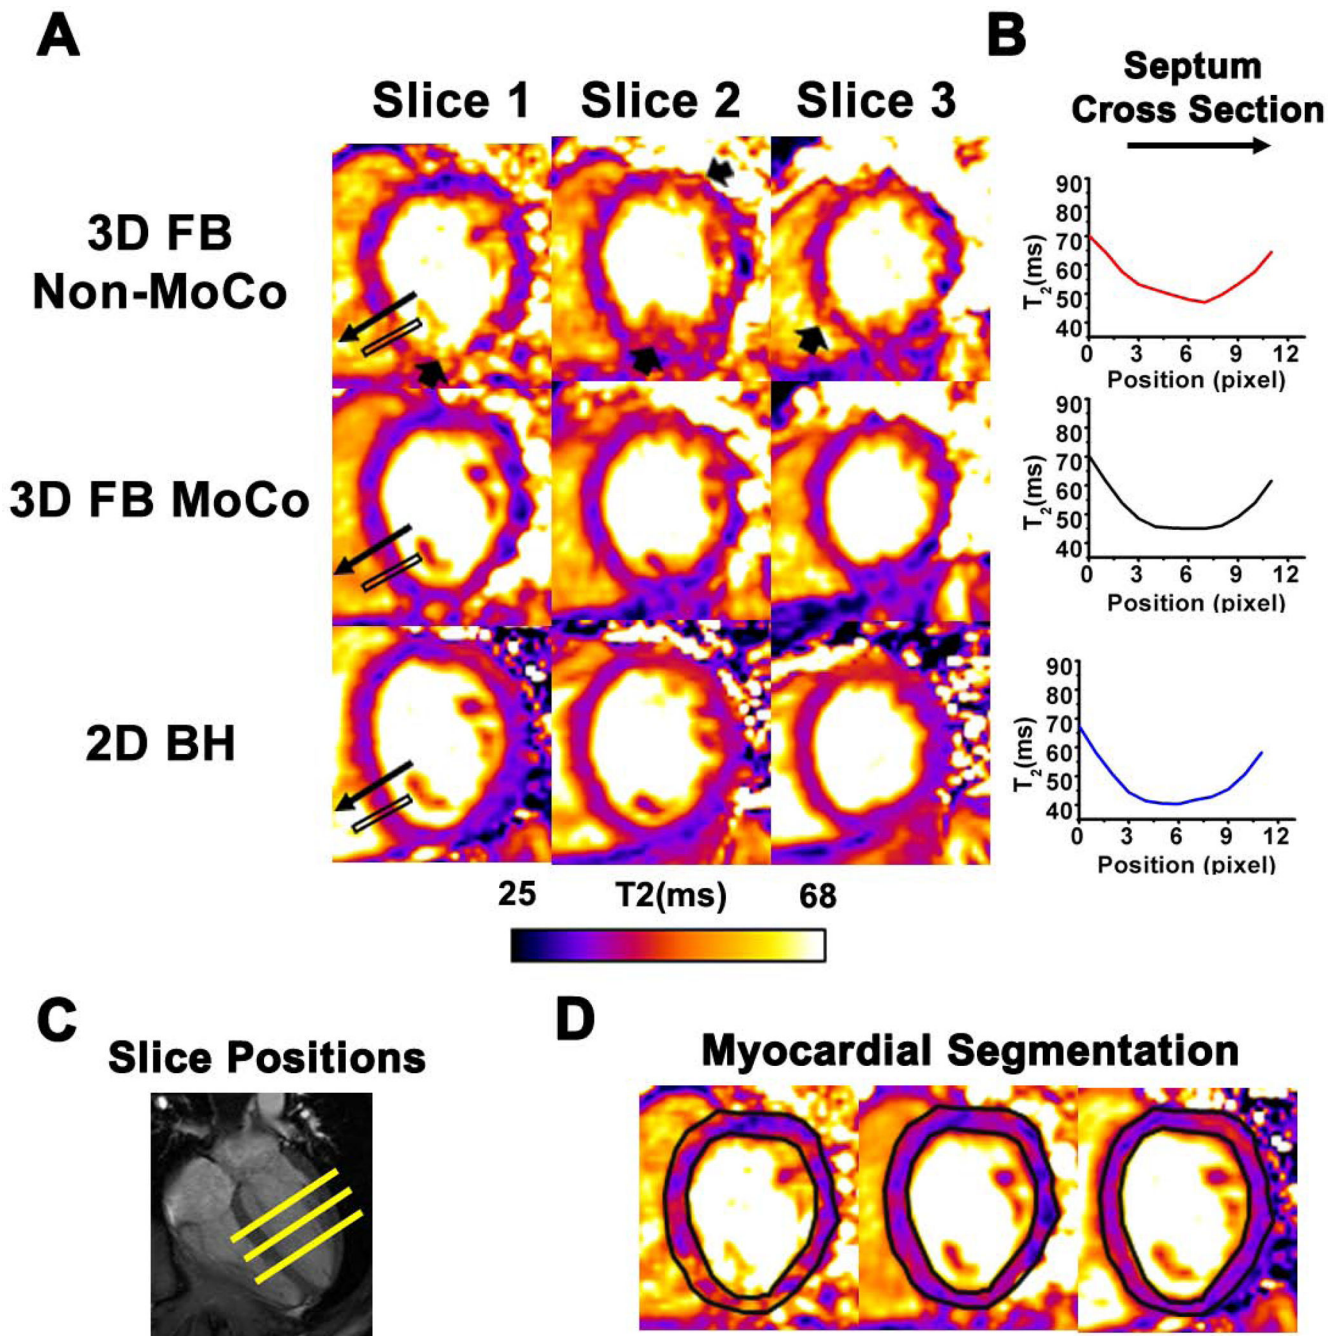 A
B
Septum
Cross Section
Slice 1
Slice 2
Slice 3
3D FB
Non-MoCo
90
80
70
60
50
40
T2(ms)
0
3
6
9
12
Position (pixel)
3D FB MoCo
90
80
70
60
50
40
T2(ms)
0
3
6
9
12
Position (pixel)
2D BH
90
80
70
60
50
40
T2(ms)
0
3
6
9
12
Position (pixel)
25
T2(ms)
68
C
Slice Positions
D
Myocardial Segmentation